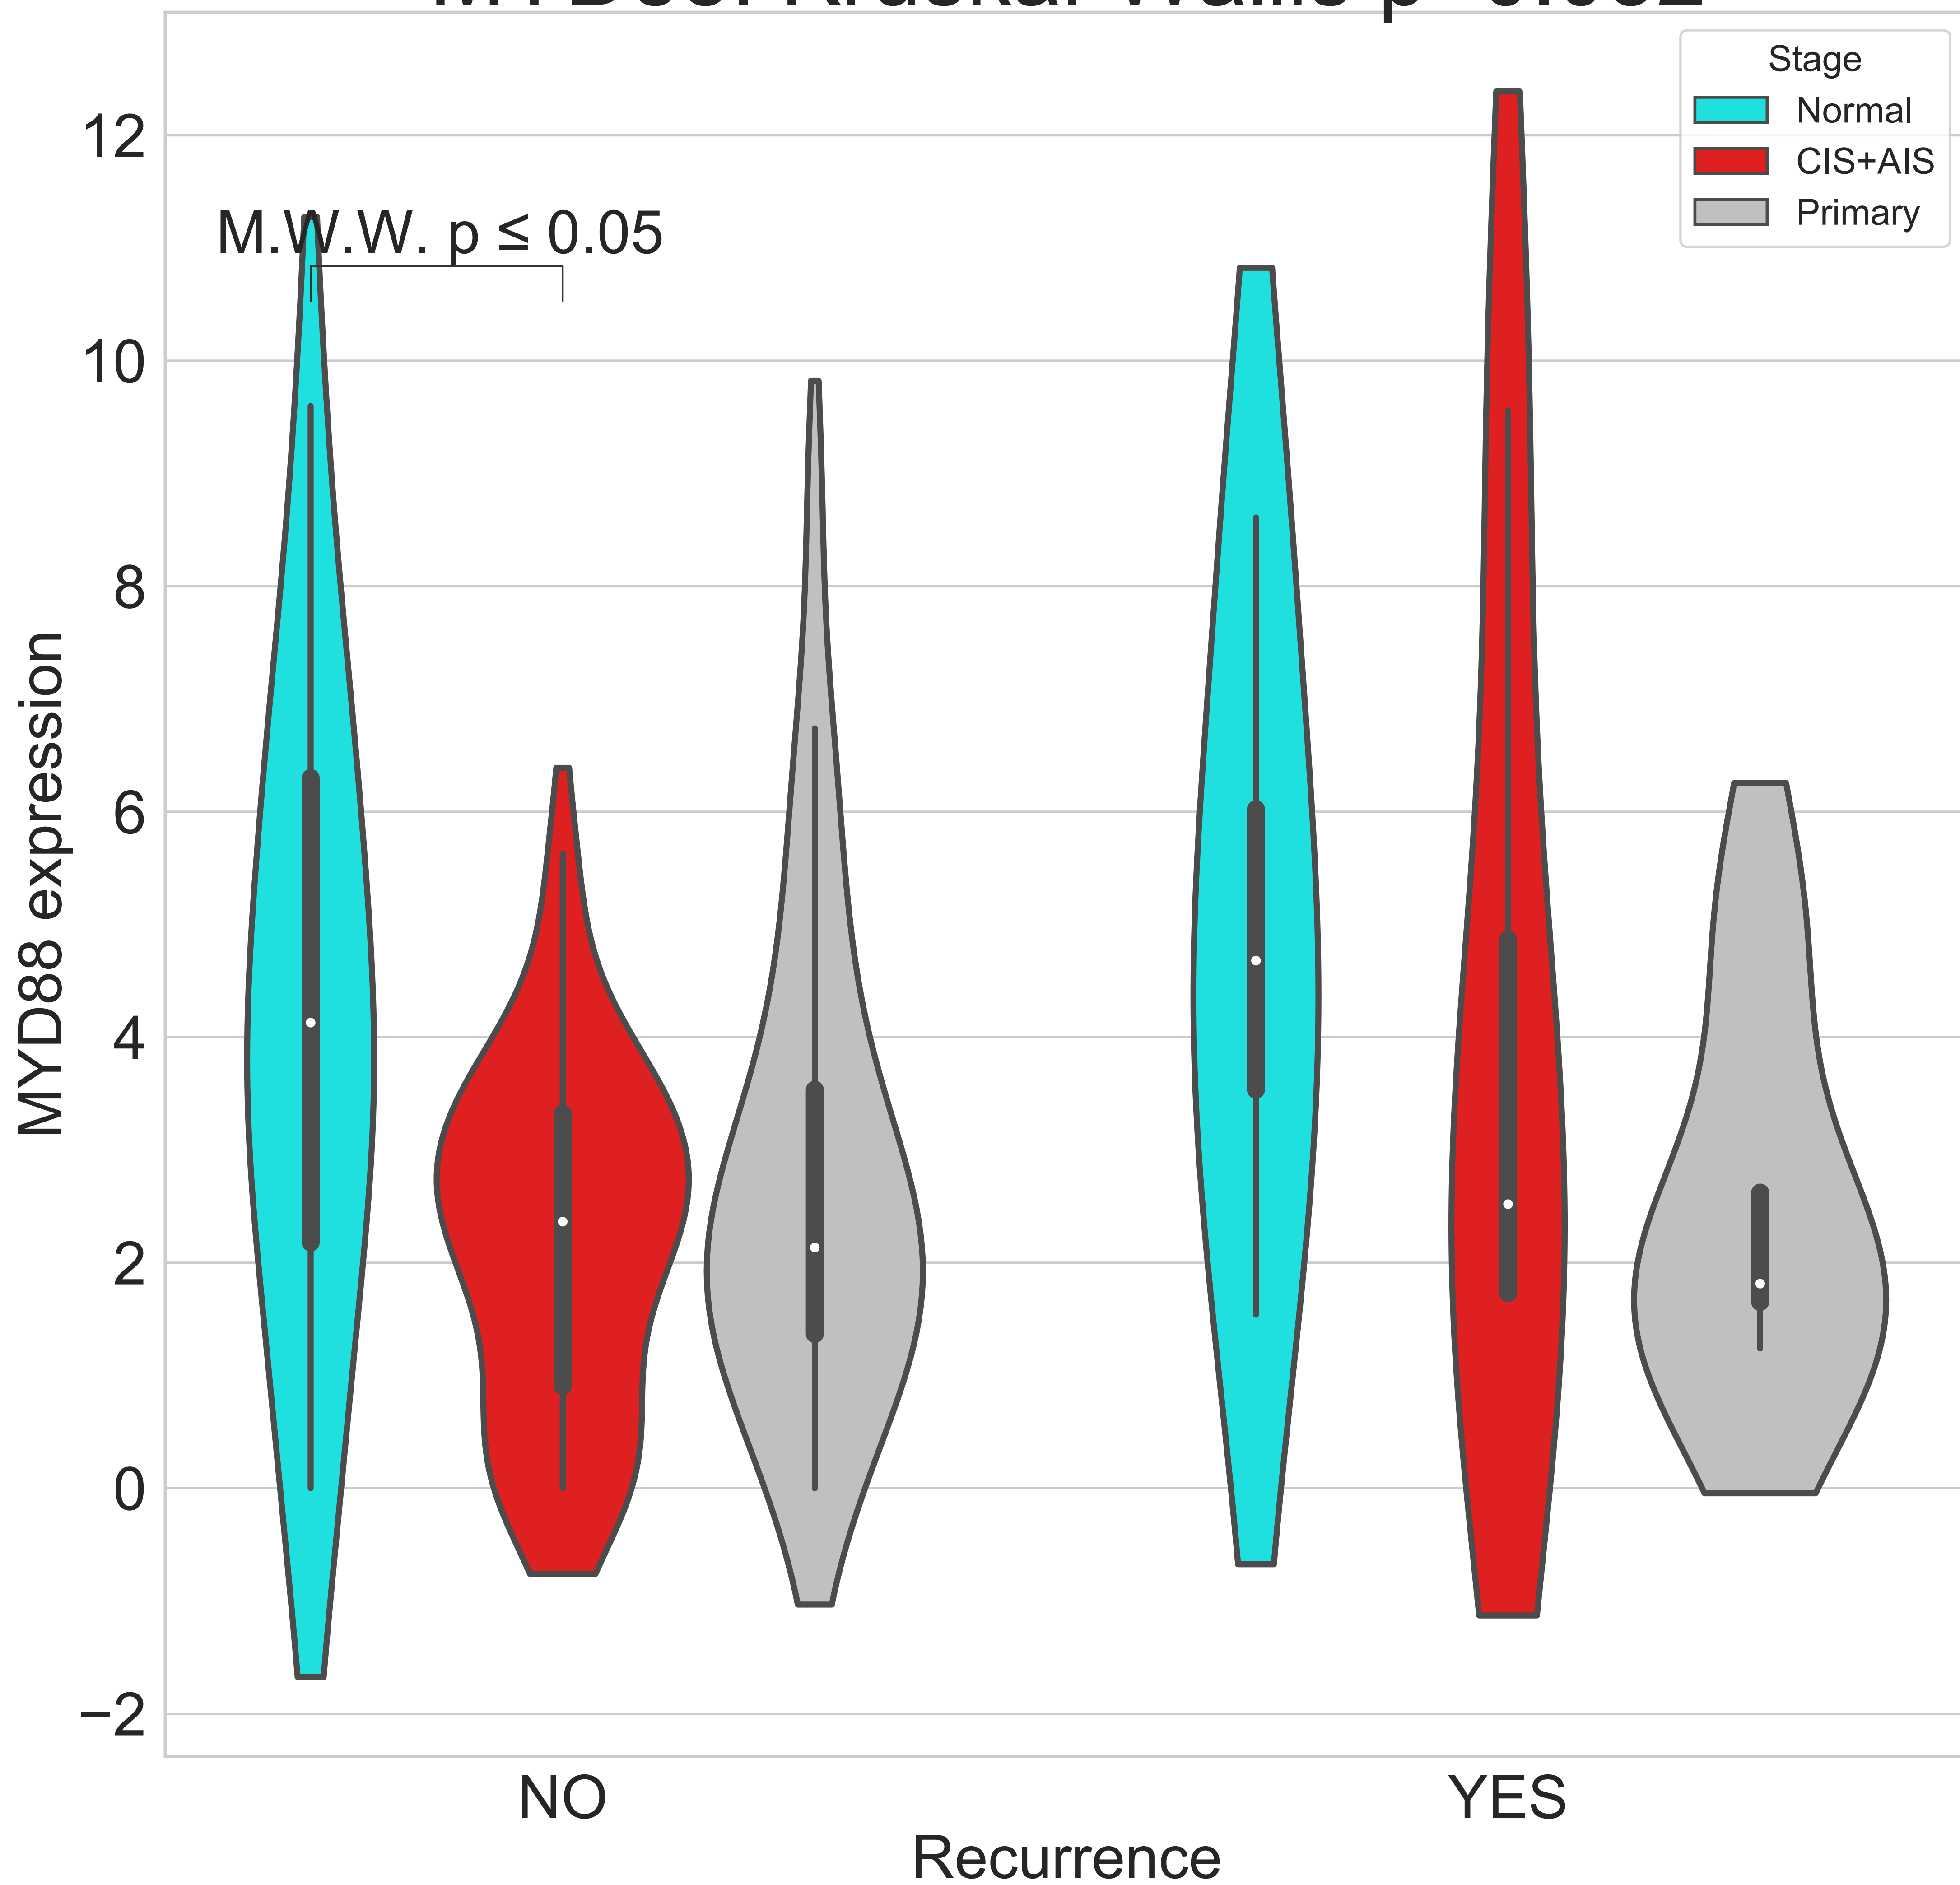 Stage
Normal
CIS+AIS
Primary
M.W.W. p ≤ 0.05
12
10
8
6
4
2
0
−2
MYD88 expression
NO
YES
Recurrence